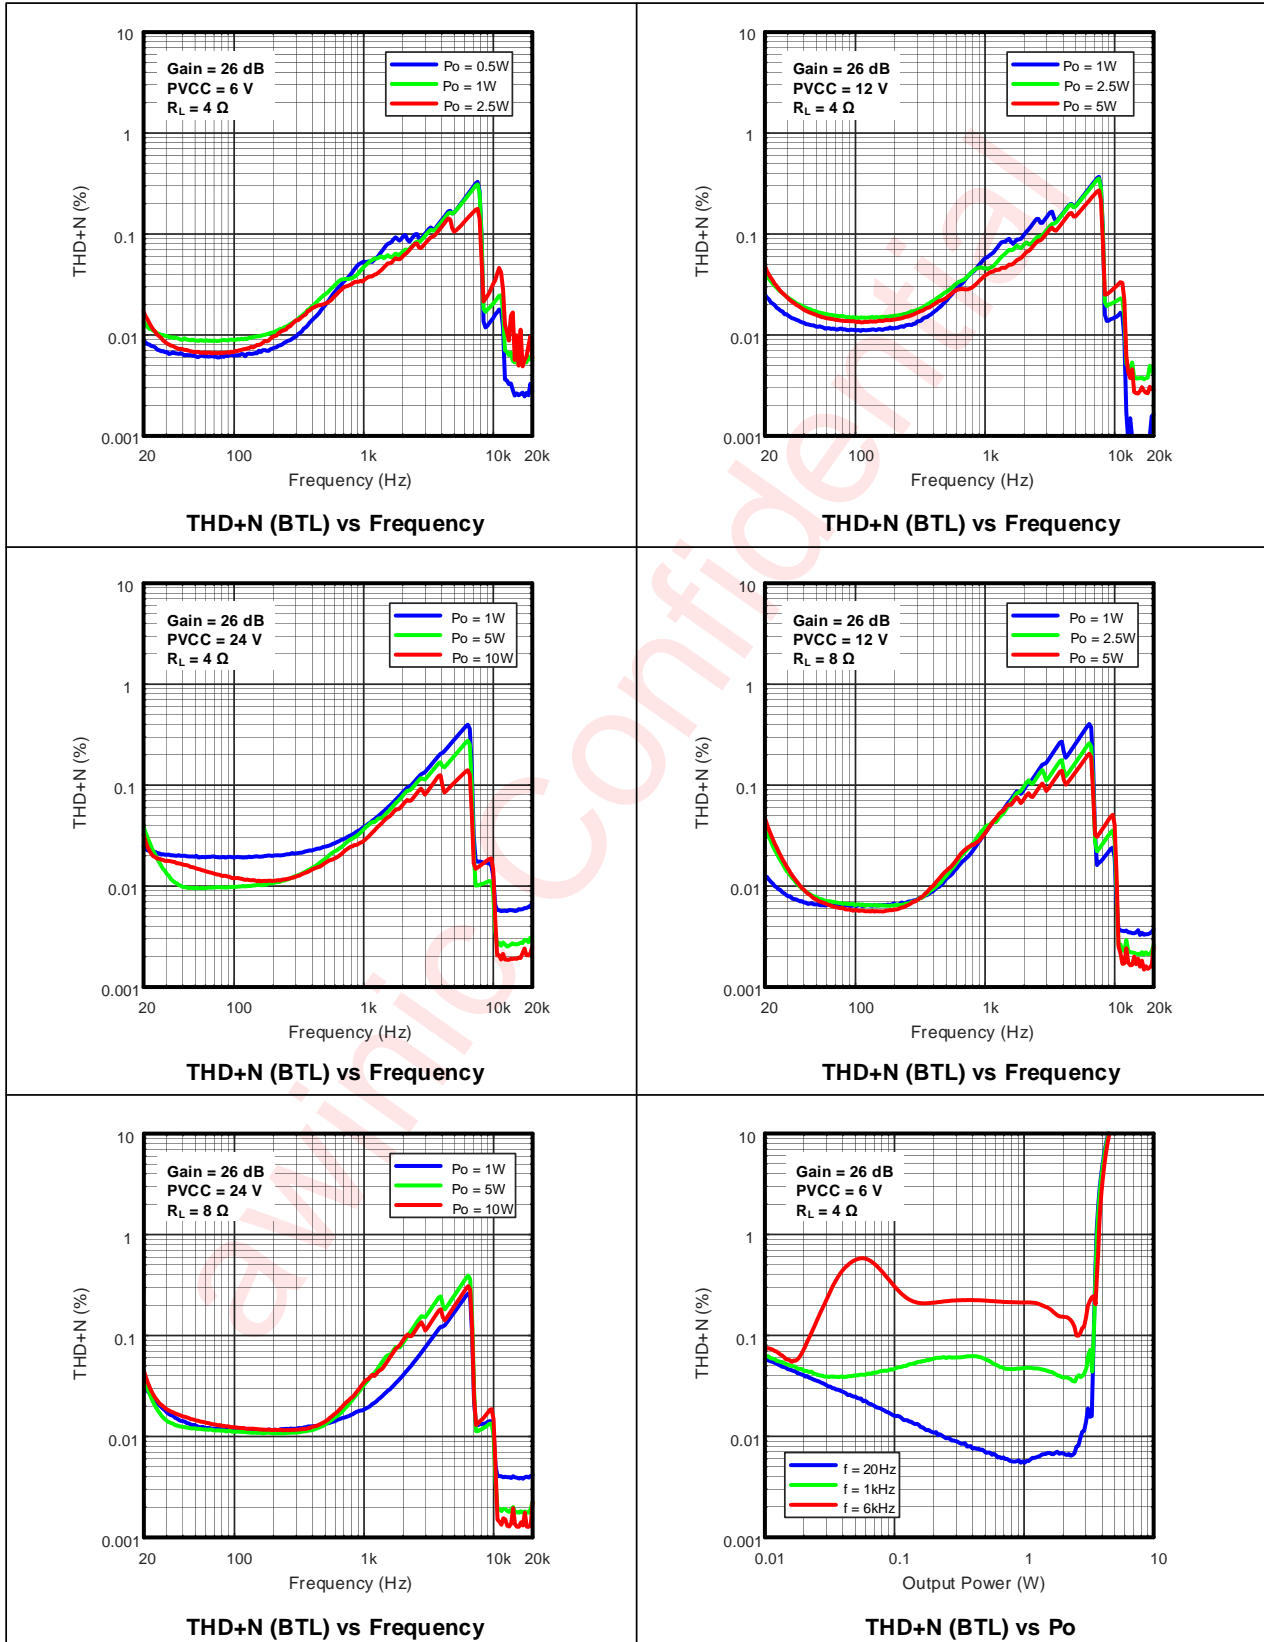 10
1
0.1
0.01
0.001
THD+N (%)
Gain = 26 dB
PVCC = 6 V
RL = 4 Ω
Po = 0.5W
Po = 1W
Po = 2.5W
20 100 1k 10k 20k
Frequency (Hz)
THD+N (BTL) vs Frequency
10
1
0.1
0.01
0.001
THD+N (%)
Gain = 26 dB
PVCC = 12 V
RL = 4 Ω
Po = 1W
Po = 2.5W
Po = 5W
20 100 1k 10k 20k
Frequency (Hz)
THD+N (BTL) vs Frequency
10
1
0.1
0.01
0.001
THD+N (%)
Gain = 26 dB
PVCC = 24 V
RL = 4 Ω
Po = 1W
Po = 5W
Po = 10W
20 100 1k 10k 20k
Frequency (Hz)
THD+N (BTL) vs Frequency
10
1
0.1
0.01
0.001
THD+N (%)
Gain = 26 dB
PVCC = 12 V
RL = 8 Ω
Po = 1W
Po = 2.5W
Po = 5W
20 100 1k 10k 20k
Frequency (Hz)
THD+N (BTL) vs Frequency
10
1
0.1
0.01
0.001
THD+N (%)
Gain = 26 dB
PVCC = 24 V
RL = 8 Ω
Po = 1W
Po = 5W
Po = 10W
20 100 1k 10k 20k
Frequency (Hz)
THD+N (BTL) vs Frequency
10
1
0.1
0.01
0.001
THD+N (%)
Gain = 26 dB
PVCC = 6 V
RL = 4 Ω
f = 20Hz
f = 1kHz
f = 6kHz
0.01 0.1 1 10
Output Power (W)
THD+N (BTL) vs Po
awinic Confidential